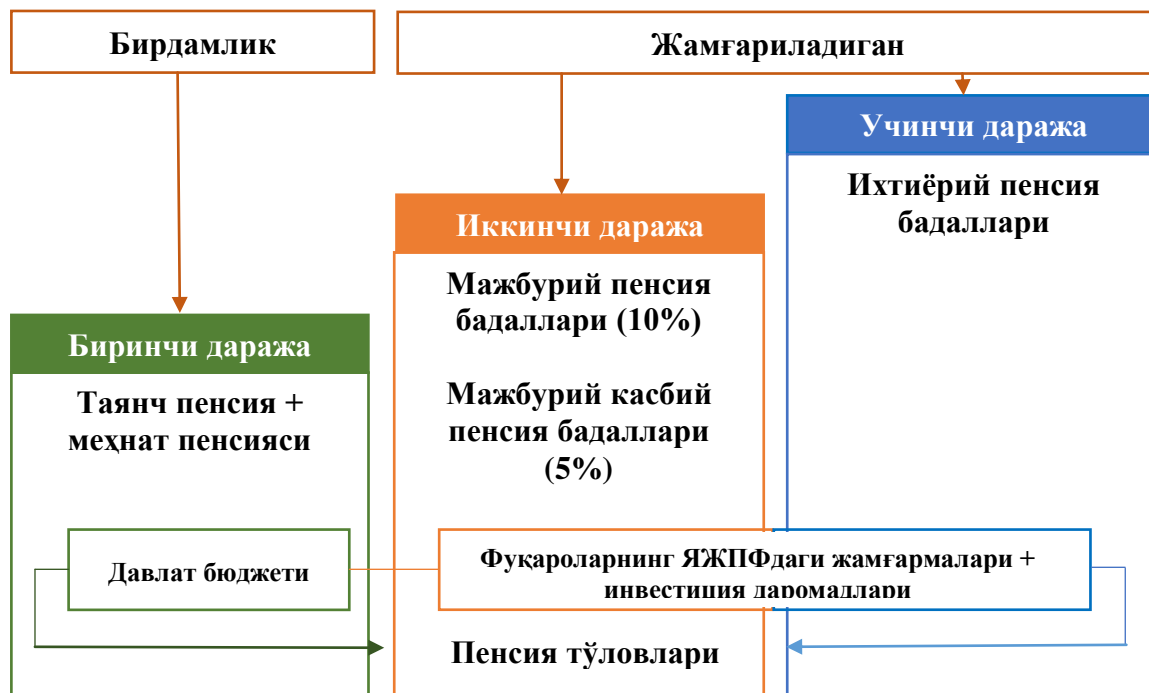 Бирдамлик
Жамғариладиган
Учинчи даража
Ихтиёрий пенсия
бадаллари
Иккинчи даража
Мажбурий пенсия
бадаллари (10%)
Мажбурий касбий
пенсия бадаллари
(5%)
Биринчи даража
Таянч пенсия +
меҳнат пенсияси
Давлат бюджети
Фуқароларнинг ЯЖПФдаги жамғармалари +
инвестиция даромадлари
Пенсия тўловлари